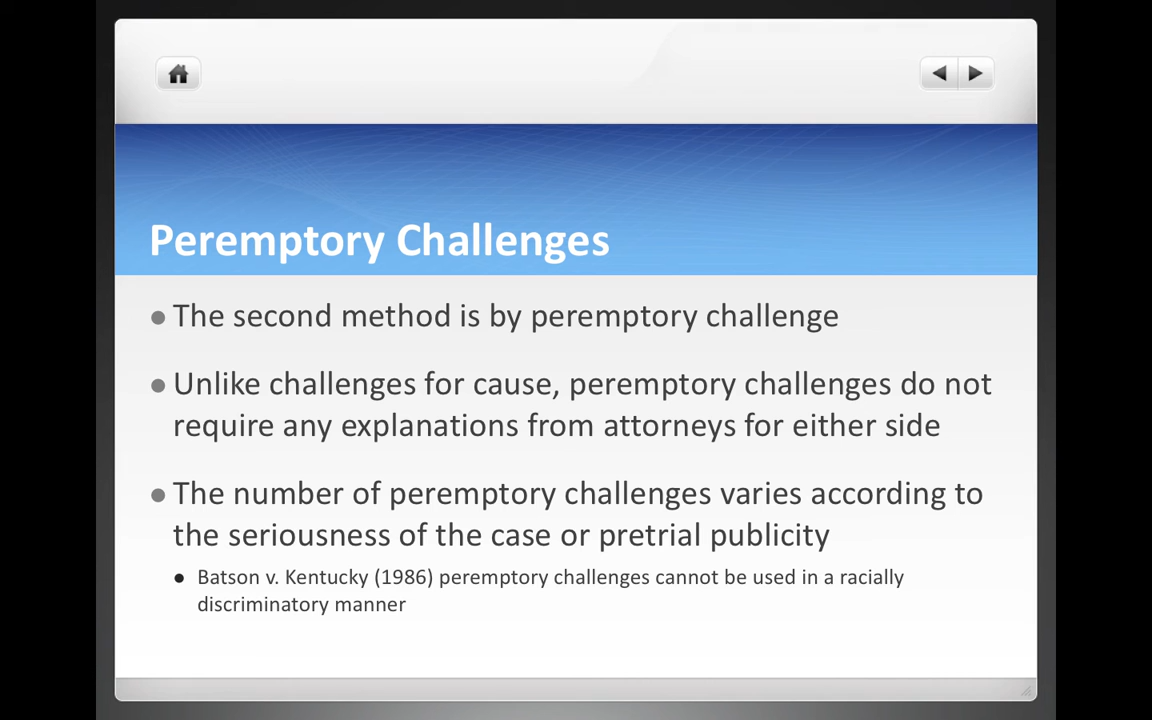 Peremptory Challenges
● The second method is by peremptory challenge
● Unlike challenges for cause, peremptory challenges do not
require any explanations from attorneys for either side
● The number of peremptory challenges varies according to
the seriousness of the case or pretrial publicity
● Batson v. Kentucky (1986) peremptory challenges cannot be used in a racially
discriminatory manner